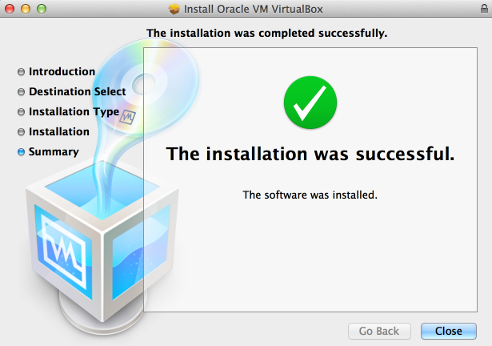 Install Oracle VM VirtualBox
The installation was completed successfully.
Introduction
Destination Select
Installation Type
Installation
Summary
The installation was successful.
The software was installed.
Go Back
Close